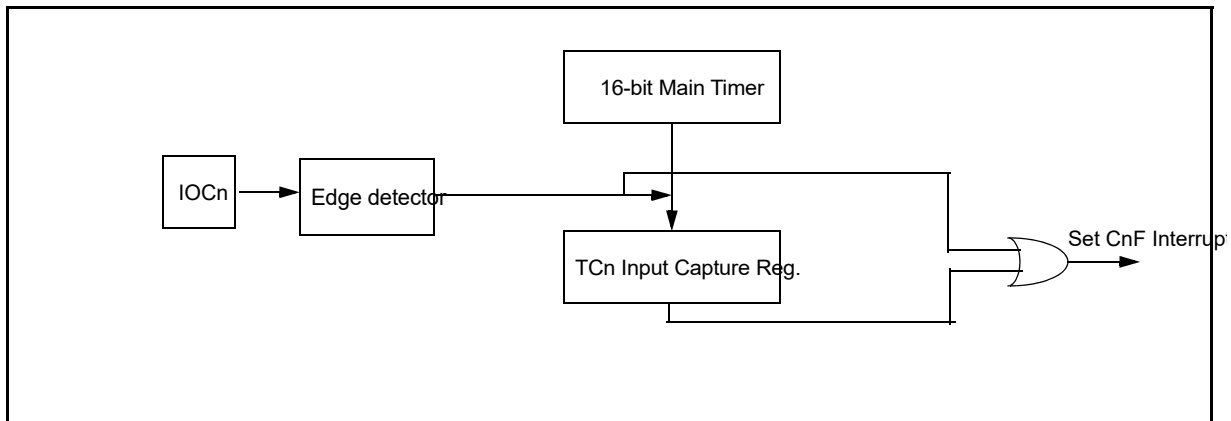 16-bit Main Timer
IOCn
Edge detector
TCn Input Capture Reg.
Set CnF Interrupt